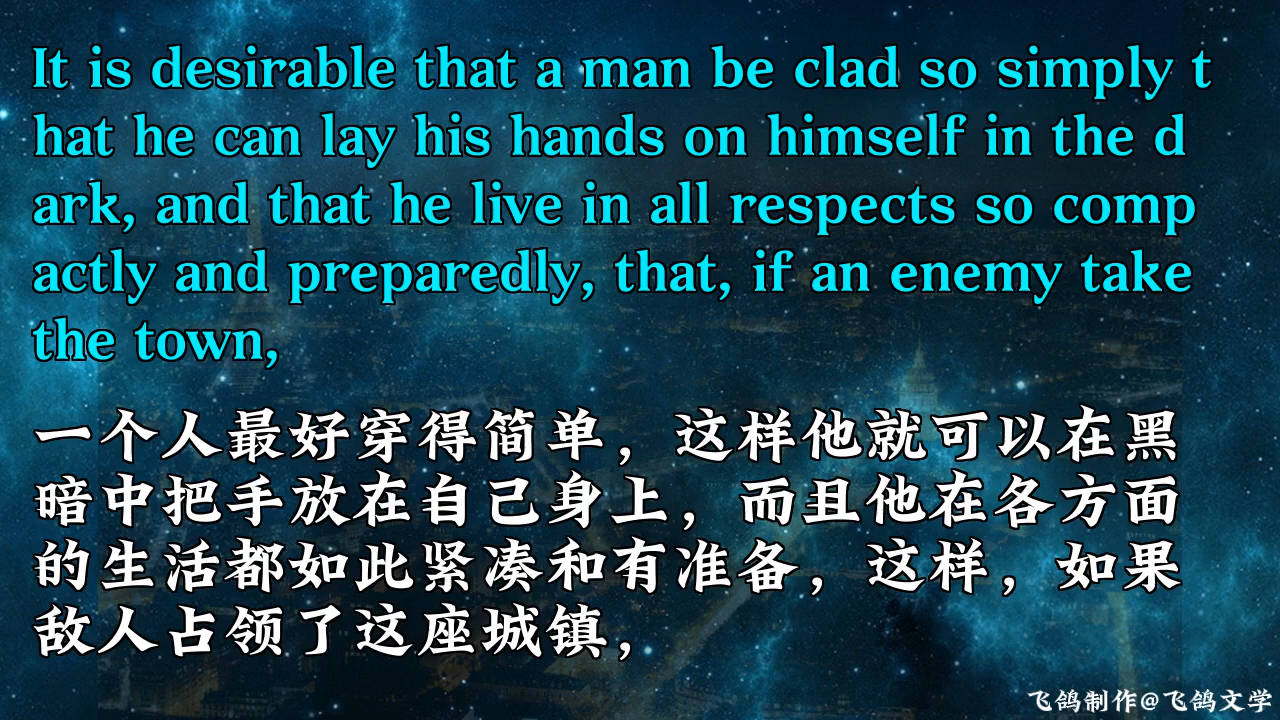 It is desirable that a man be clad so simply t
hat he can lay his hands on himself in the d
ark, and that he live in all respects so comp
actly and preparedly, that, if an enemy take
the town,
一个人最好穿得简单，这样他就可以在黑
暗中把手放在自己身上，而且他在各方面
的生活都如此紧凑和有准备，这样，如果
敌人占领了这座城镇，
飞鸽制作@飞鸽文学